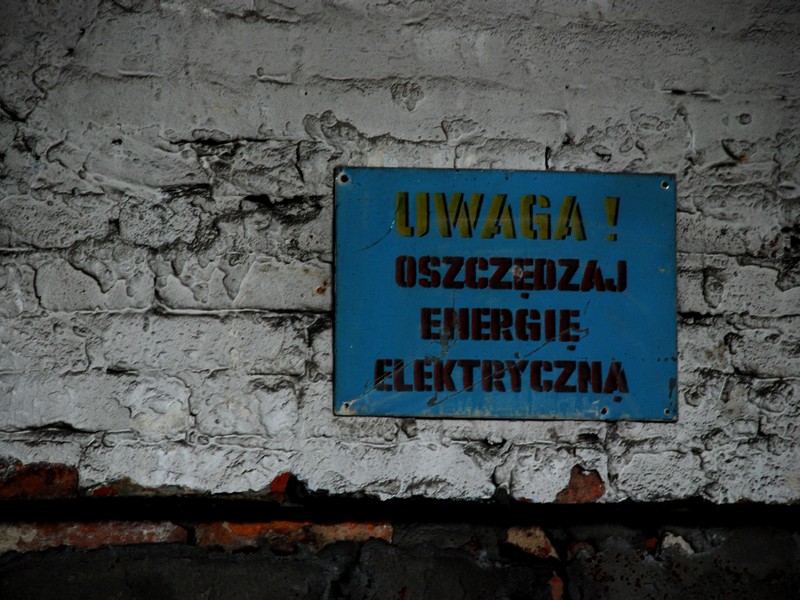 UWAGA !
OSZCZĘDZAJ
ENERGIĘ
ELEKTRYCZNĄ